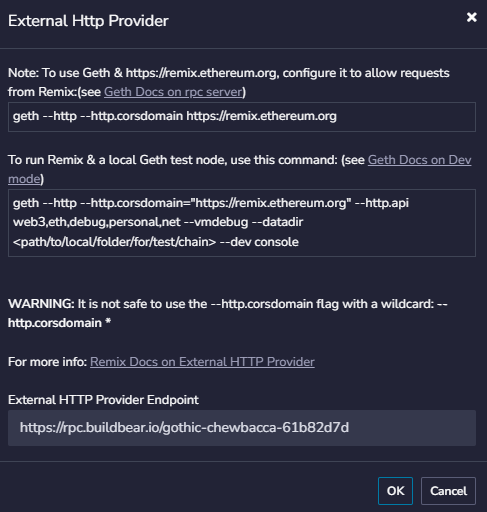 External Http Provider
×
Note: To use Geth & https://remix.ethereum.org, configure it to allow requests
from Remix:(see Geth Docs on rpc server)
geth --http --http.corsdomain https://remix.ethereum.org
To run Remix & a local Geth test node, use this command: (see Geth Docs on Dev
mode)
geth --http --http.corsdomain="https://remix.ethereum.org" --http.api
web3,eth,debug,personal,net --vmdebug --datadir
<path/to/local/folder/for/test/chain> --dev console
WARNING: It is not safe to use the --http.corsdomain flag with a wildcard: --
http.corsdomain *
For more info: Remix Docs on External HTTP Provider
External HTTP Provider Endpoint
https://rpc.buildbear.io/gothic-chewbacca-61b82d7d
OK Cancel